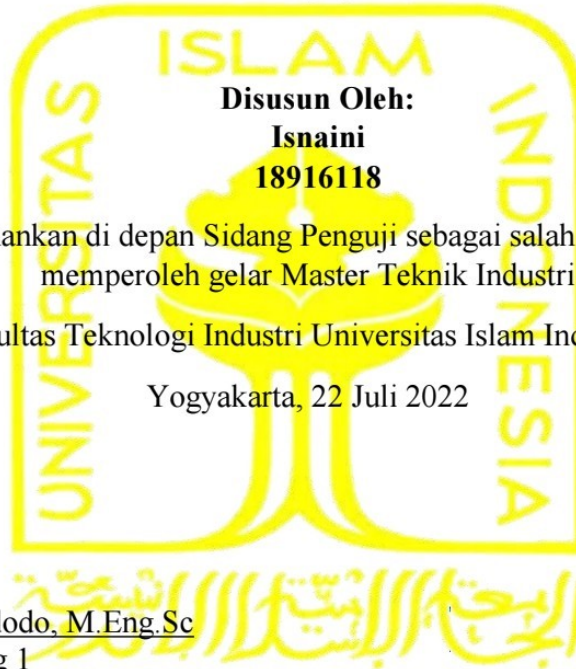 ISLAM
UNIVERSITAS
INDONESIA
Disusun Oleh:
Isnaini
18916118
ankan di depan Sidang Penguji sebagai salah
memperoleh gelar Master Teknik Industri
ultas Teknologi Industri Universitas Islam Ind
Yogyakarta, 22 Juli 2022
odo, M.Eng.Sc
g 1